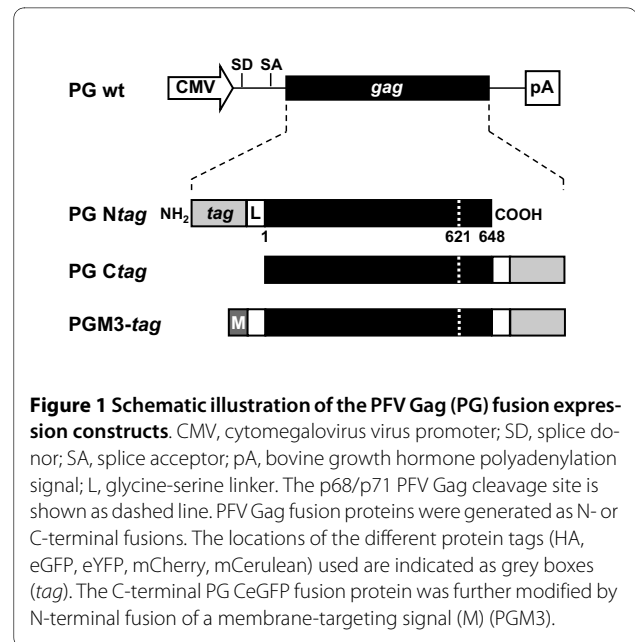 SD SA
PG wt CMV gag pA
PG Ntag NH2 tag L COOH
1 621 648
PG Ctag
PGM3-tag M
Figure 1 Schematic illustration of the PFV Gag (PG) fusion expres-
sion constructs. CMV, cytomegalovirus virus promoter; SD, splice do-
nor; SA, splice acceptor; pA, bovine growth hormone polyadenylation
signal; L, glycine-serine linker. The p68/p71 PFV Gag cleavage site is
shown as dashed line. PFV Gag fusion proteins were generated as N- or
C-terminal fusions. The locations of the different protein tags (HA,
eGFP, eYFP, mCherry, mCerulean) used are indicated as grey boxes
(tag). The C-terminal PG CeGFP fusion protein was further modified by
N-terminal fusion of a membrane-targeting signal (M) (PGM3).